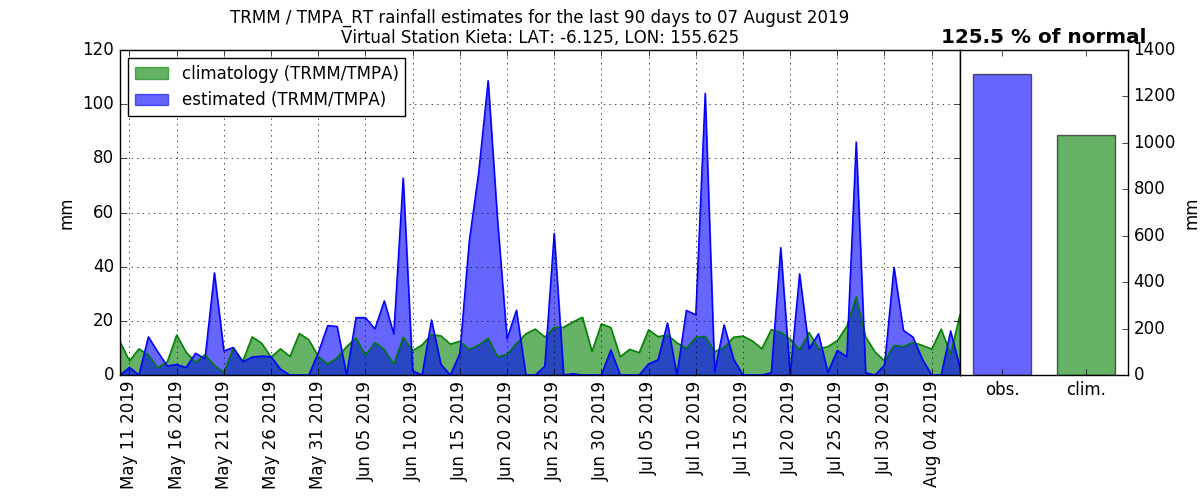 TRMM / TMPA_RT rainfall estimates for the last 90 days to 07 August 2019
Virtual Station Kieta: LAT: -6.125, LON: 155.625
125.5 % of normal
climatology (TRMM/TMPA)
estimated (TRMM/TMPA)
120
100
80
60
40
20
0
mm
1400
1200
1000
800
600
400
200
0
mm
May 11 2019
May 16 2019
May 21 2019
May 26 2019
May 31 2019
Jun 05 2019
Jun 10 2019
Jun 15 2019
Jun 20 2019
Jun 25 2019
Jun 30 2019
Jul 05 2019
Jul 10 2019
Jul 15 2019
Jul 20 2019
Jul 25 2019
Jul 30 2019
Aug 04 2019
obs.
clim.